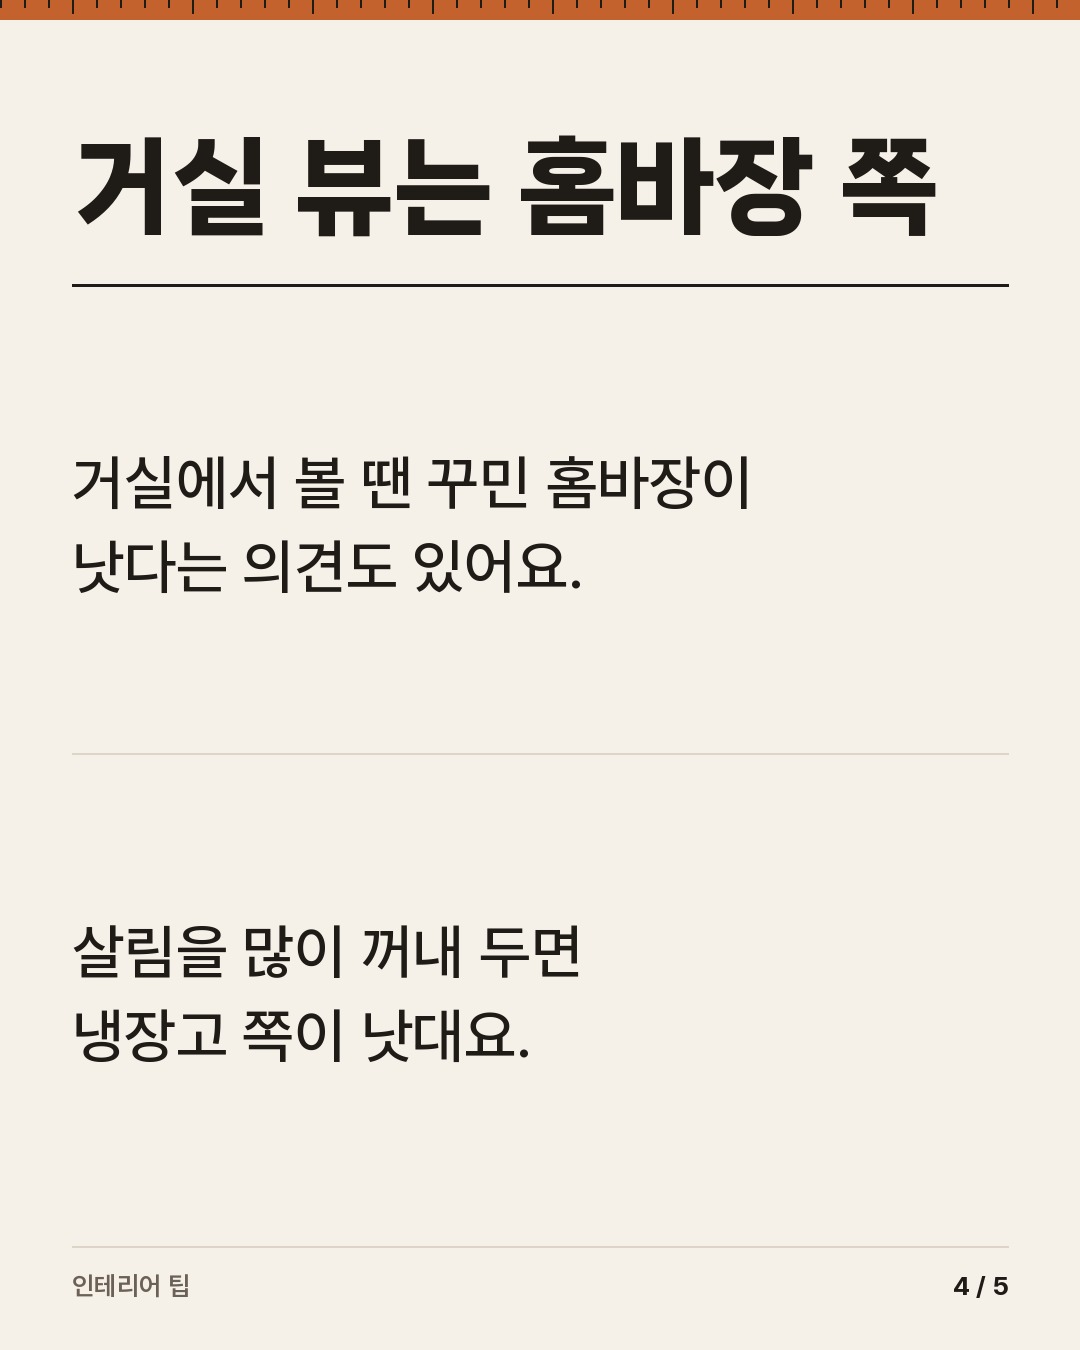 거실 뷰는 홈바장 쪽
거실에서 볼 땐 꾸민 홈바장이
낫다는 의견도 있어요.
살림을 많이 꺼내 두면
냉장고 쪽이 낫대요.
인테리어 팁
4 / 5